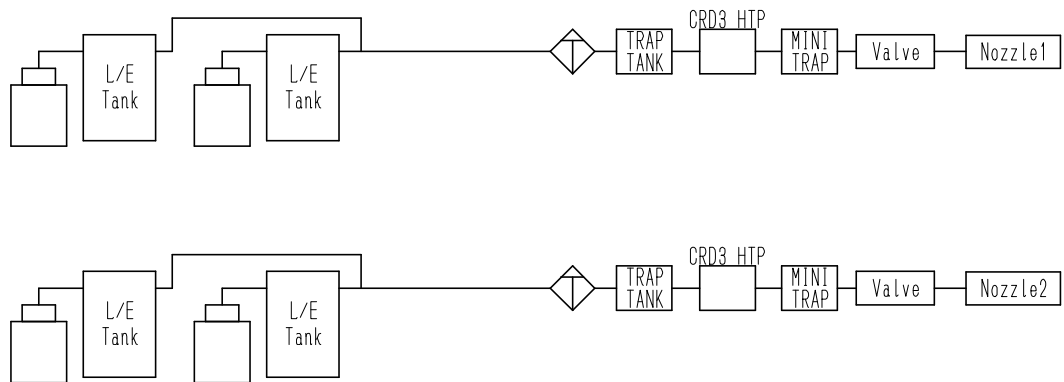 CRD3 HTP
L/E
Tank
L/E
Tank
T
TRAP
TANK
MINI
TRAP
Valve
Nozzle1
CRD3 HTP
L/E
Tank
L/E
Tank
T
TRAP
TANK
MINI
TRAP
Valve
Nozzle2